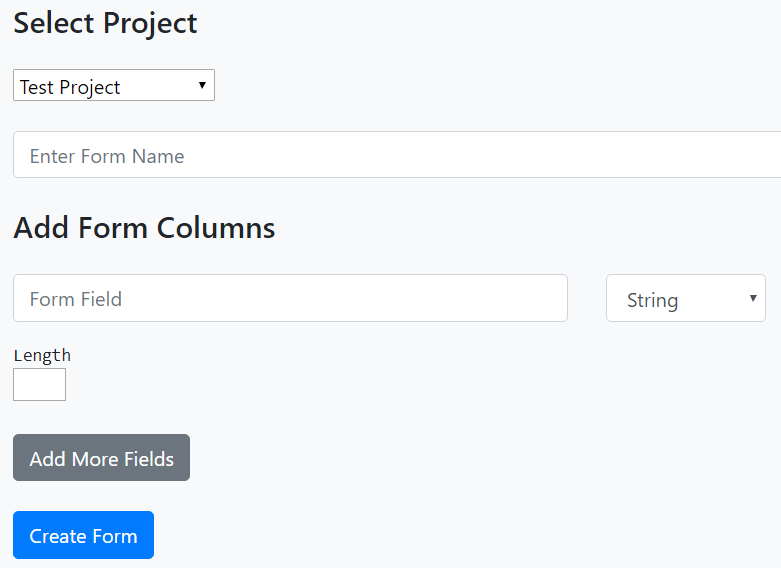 Select Project
Test Project
Enter Form Name
Add Form Columns
Form Field
String
Length
Add More Fields
Create Form